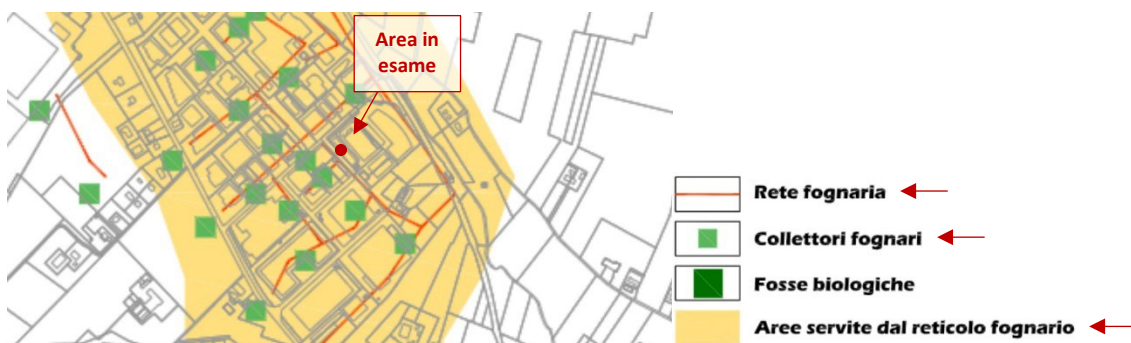 Area in
esame
Rete fognaria
Collettori fognari
Fosse biologiche
Aree servite dal reticolo fognario